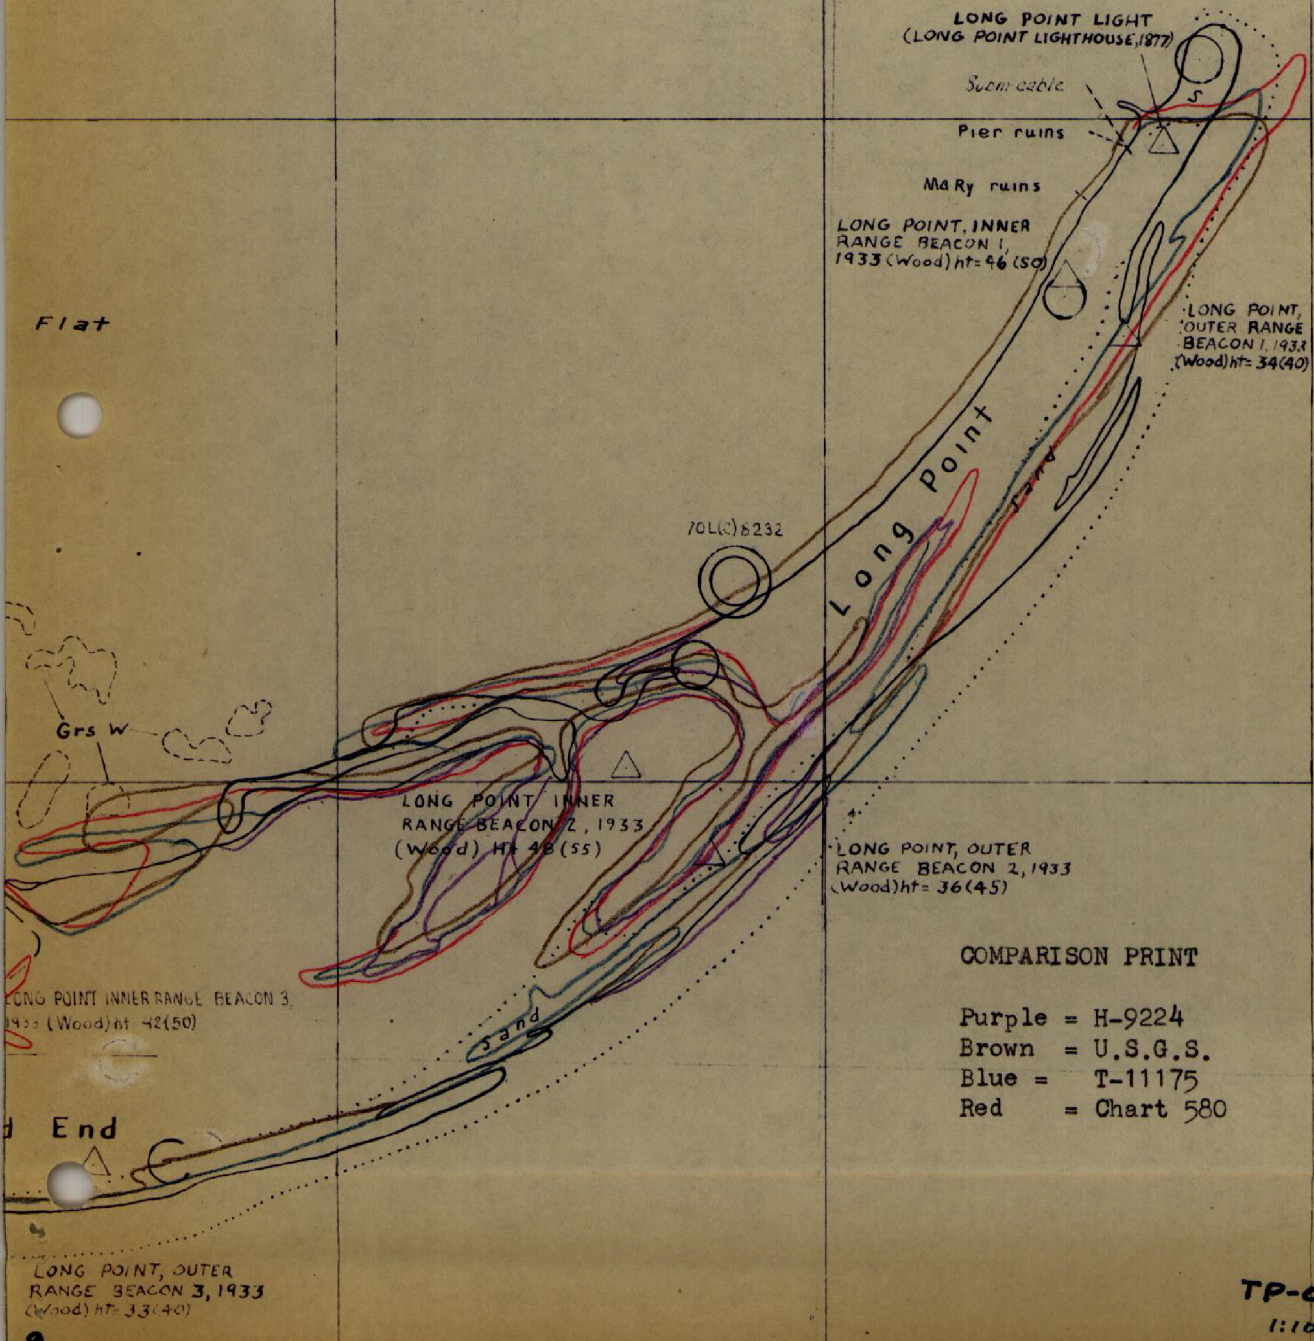 LONG POINT LIGHT
(LONG POINT LIGHTHOUSE, 1877)
S
Subm cable
Pier ruins
MaRy ruins
LONG POINT, INNER
RANGE BEACON 1,
1933 (Wood) ht=46 (50)
Flat
LONG POINT,
OUTER RANGE
BEACON 1, 1933
(Wood) ht= 34(40)
Long Point
Sand
70L(C)8232
Grs W
LONG POINT INNER
RANGE BEACON 2, 1933
(Wood) Ht 48 (55)
LONG POINT, OUTER
RANGE BEACON 2, 1933
(Wood) ht= 36(45)
COMPARISON PRINT
Purple = H-9224
Brown = U.S.G.S.
Blue = T-11175
Red = Chart 580
LONG POINT INNER RANGE BEACON 3,
1933 (Wood) ht 42(50)
Sand
d End
LONG POINT, OUTER
RANGE BEACON 3, 1933
(Wood) ht= 33(40)
TP-
1:10